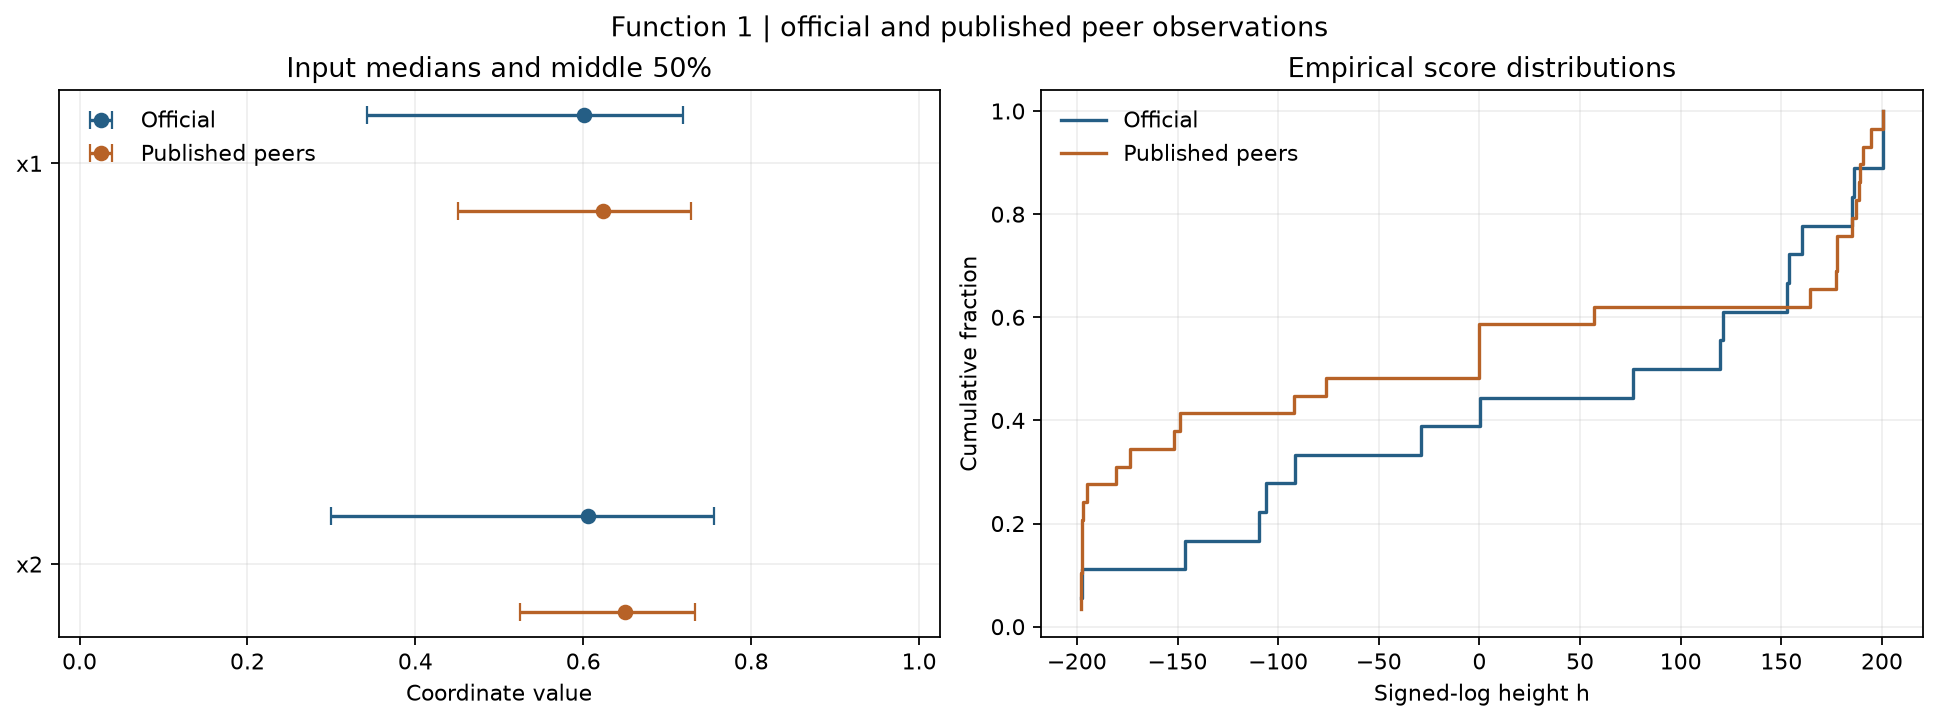 Function 1 | official and published peer observations
Input medians and middle 50%
Official
Published peers
x1
x2
0.0 0.2 0.4 0.6 0.8 1.0
Coordinate value
Empirical score distributions
Official
Published peers
1.0
0.8
0.6
0.4
0.2
0.0
Cumulative fraction
−200 −150 −100 −50 0 50 100 150 200
Signed-log height h